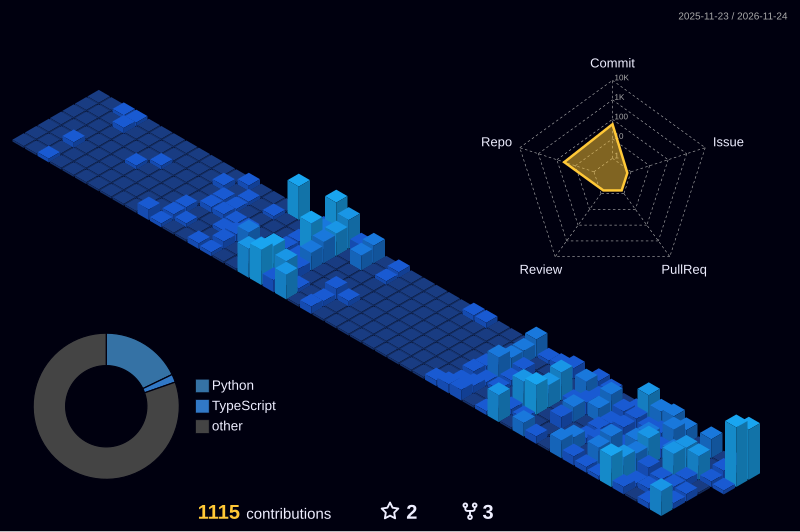 2025-11-23 / 2026-11-24
Commit
10K
1K
100
Repo
Issue
Review
PullReq
Python
TypeScript
other
1115 contributions
2
3